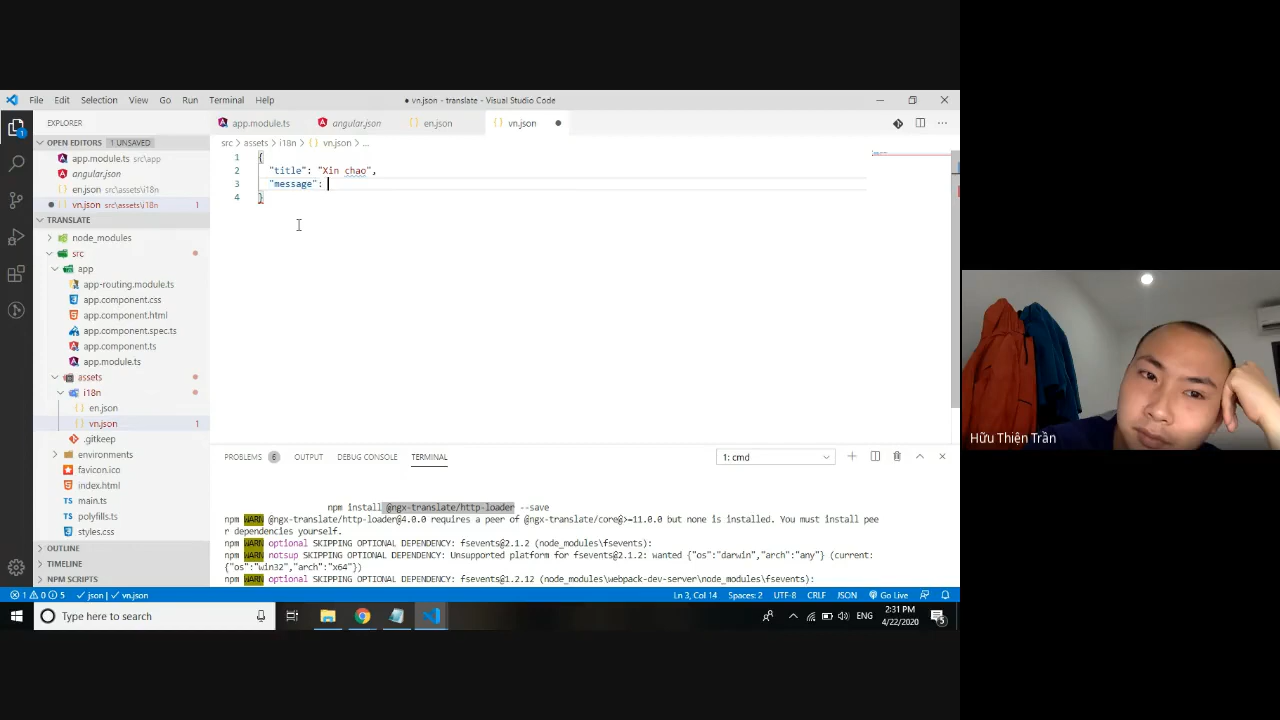 File Edit Selection View Go Run Terminal Help
● vn.json - translate - Visual Studio Code
EXPLORER
app.module.ts angular.json en.json vn.json ●
OPEN EDITORS 1 UNSAVED
app.module.ts src\app
angular.json
en.json src\assets\i18n
vn.json src\assets\i18n 1
TRANSLATE
node_modules
src
app
app-routing.module.ts
app.component.css
app.component.html
app.component.spec.ts
app.component.ts
app.module.ts
assets
i18n
en.json
vn.json 1
.gitkeep
environments
favicon.ico
index.html
main.ts
polyfills.ts
styles.css
OUTLINE
TIMELINE
NPM SCRIPTS
src > assets > i18n > {} vn.json > ...
1 {
2 "title": "Xin chao",
3 "message":
4 }
PROBLEMS 6 OUTPUT DEBUG CONSOLE TERMINAL 1: cmd
npm install @ngx-translate/http-loader --save
npm WARN @ngx-translate/http-loader@4.0.0 requires a peer of @ngx-translate/core@>=11.0.0 but none is installed. You must install pee
r dependencies yourself.
npm WARN optional SKIPPING OPTIONAL DEPENDENCY: fsevents@2.1.2 (node_modules\fsevents):
npm WARN notsup SKIPPING OPTIONAL DEPENDENCY: Unsupported platform for fsevents@2.1.2: wanted {"os":"darwin","arch":"any"} (current:
{"os":"win32","arch":"x64"})
npm WARN optional SKIPPING OPTIONAL DEPENDENCY: fsevents@1.2.12 (node_modules\webpack-dev-server\node_modules\fsevents):
1 0 5 json vn.json Ln 3, Col 14 Spaces: 2 UTF-8 CRLF JSON Go Live
Type here to search
ENG
2:31 PM
4/22/2020
5
Hữu Thiện Trần